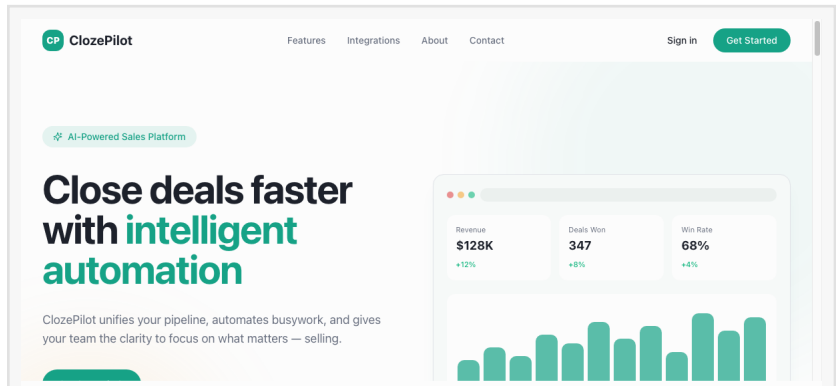 CP ClozePilot
Features Integrations About Contact
Sign in Get Started
AI-Powered Sales Platform
Close deals faster
with intelligent
automation
ClozePilot unifies your pipeline, automates busywork, and gives
your team the clarity to focus on what matters — selling.
Revenue
$128K
+12%
Deals Won
347
+8%
Win Rate
68%
+4%